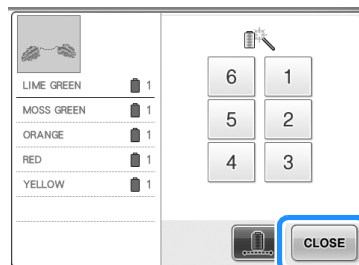 LIME GREEN 1
MOSS GREEN 1
ORANGE 1
RED 1
YELLOW 1
6 1
5 2
4 3
CLOSE